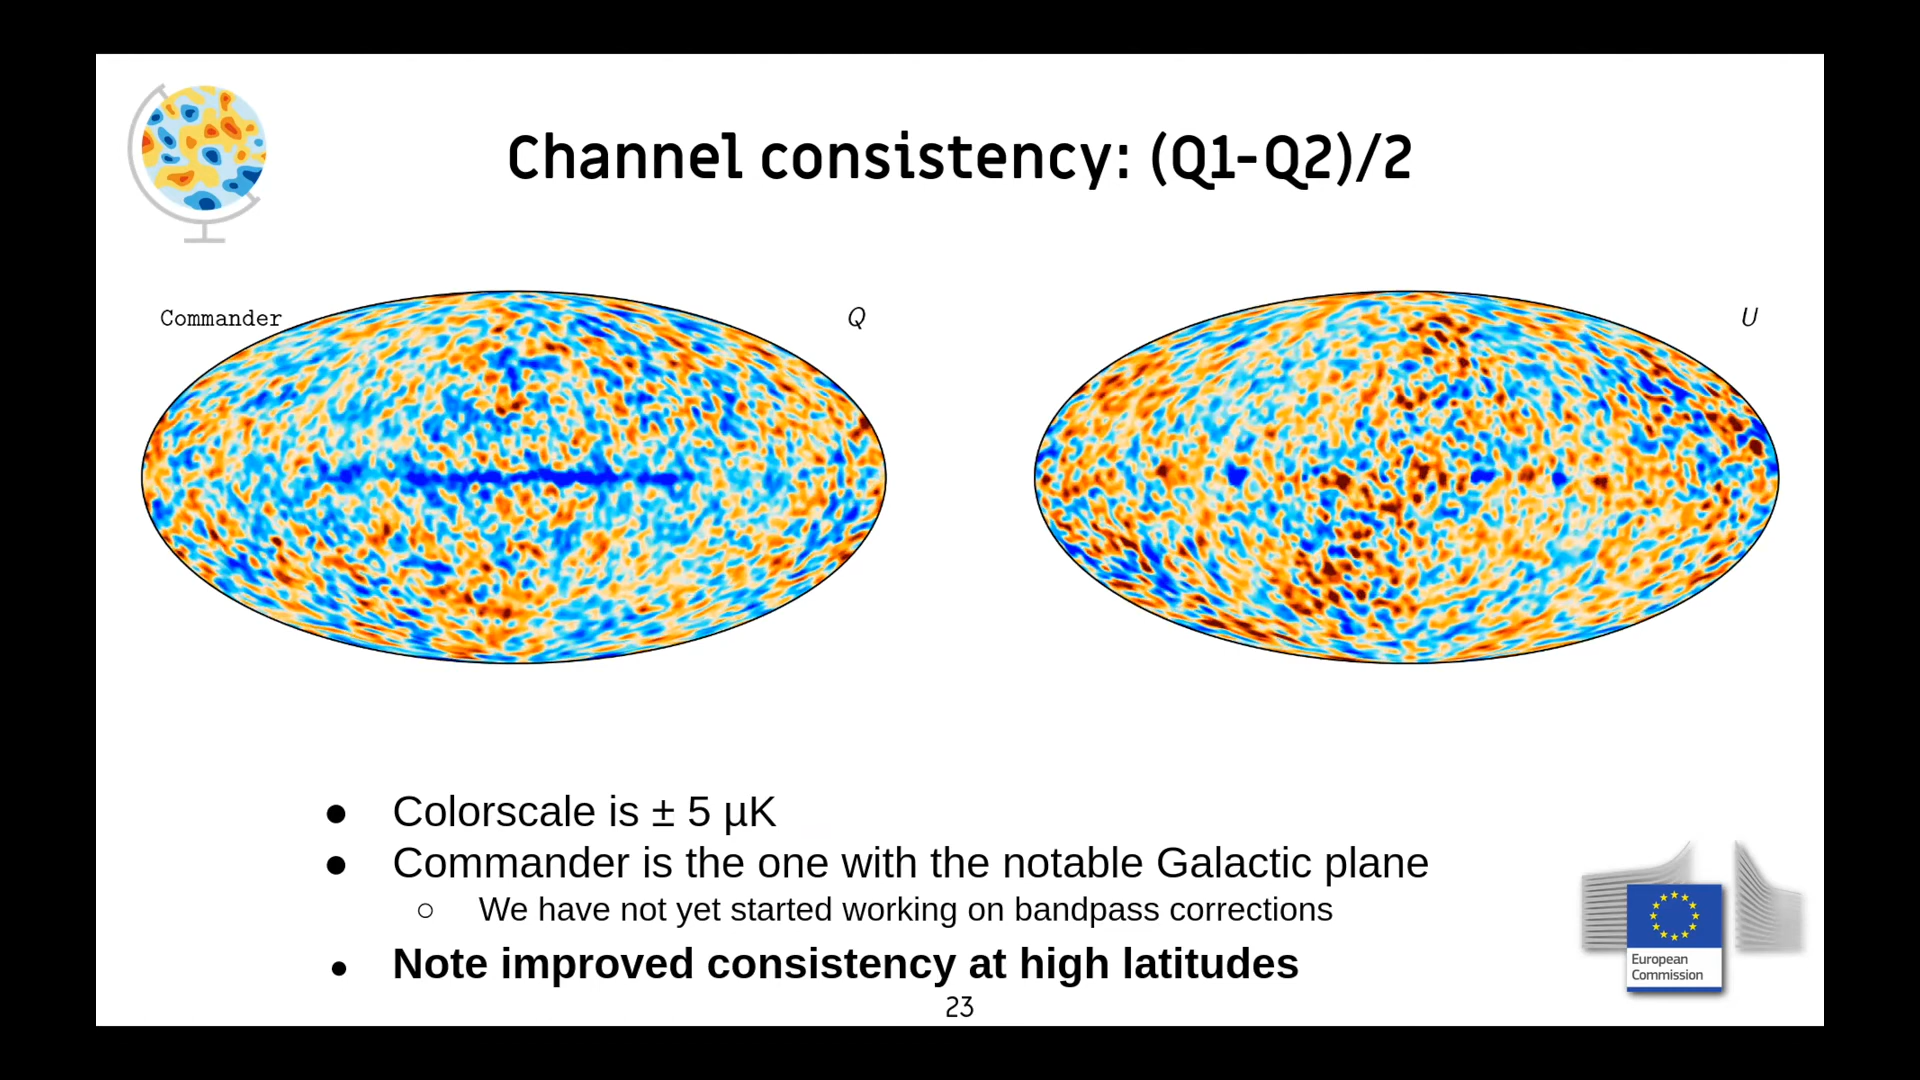 Channel consistency: (Q1-Q2)/2
Commander
Q
U
● Colorscale is ± 5 µK
● Commander is the one with the notable Galactic plane
○ We have not yet started working on bandpass corrections
● Note improved consistency at high latitudes
European
Commission
23